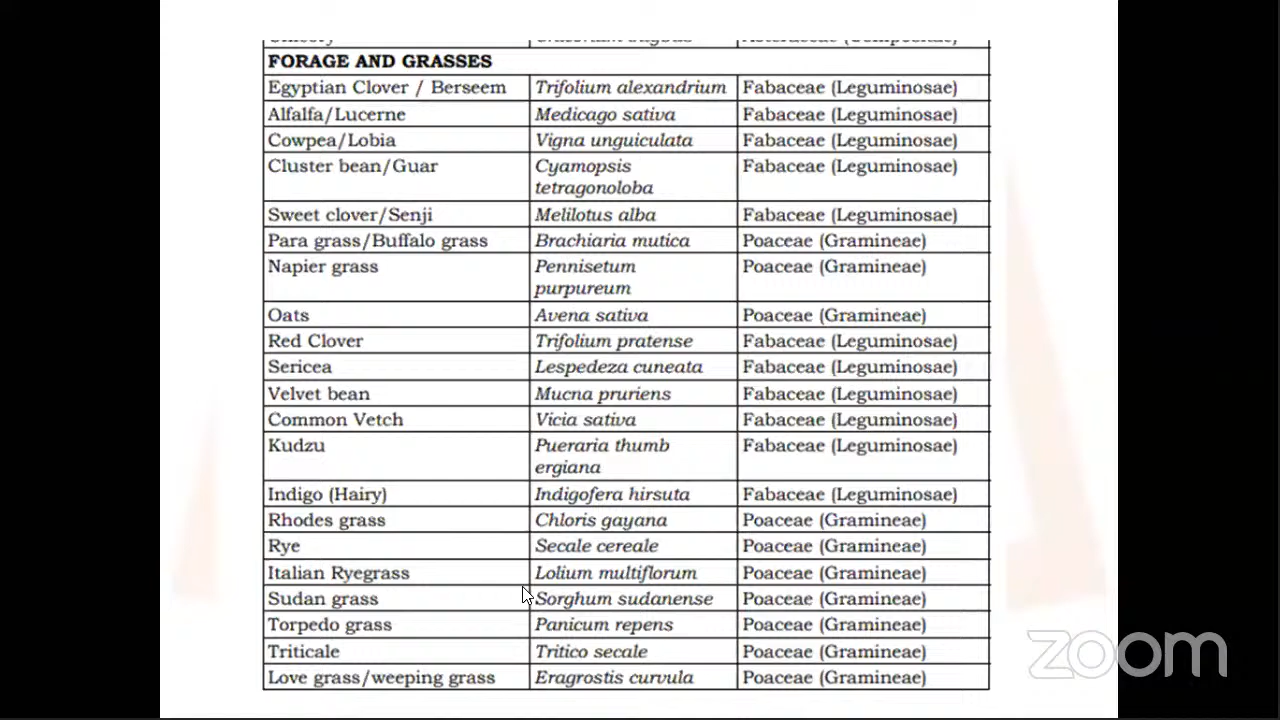 FORAGE AND GRASSES
Egyptian Clover / Berseem Trifolium alexandrium Fabaceae (Leguminosae)
Alfalfa/Lucerne Medicago sativa Fabaceae (Leguminosae)
Cowpea/Lobia Vigna unguiculata Fabaceae (Leguminosae)
Cluster bean/Guar Cyamopsis Fabaceae (Leguminosae)
tetragonoloba
Sweet clover/Senji Melilotus alba Fabaceae (Leguminosae)
Para grass/Buffalo grass Brachiaria mutica Poaceae (Gramineae)
Napier grass Pennisetum Poaceae (Gramineae)
purpureum
Oats Avena sativa Poaceae (Gramineae)
Red Clover Trifolium pratense Fabaceae (Leguminosae)
Sericea Lespedeza cuneata Fabaceae (Leguminosae)
Velvet bean Mucna pruriens Fabaceae (Leguminosae)
Common Vetch Vicia sativa Fabaceae (Leguminosae)
Kudzu Pueraria thumb Fabaceae (Leguminosae)
ergiana
Indigo (Hairy) Indigofera hirsuta Fabaceae (Leguminosae)
Rhodes grass Chloris gayana Poaceae (Gramineae)
Rye Secale cereale Poaceae (Gramineae)
Italian Ryegrass Lolium multiflorum Poaceae (Gramineae)
Sudan grass Sorghum sudanense Poaceae (Gramineae)
Torpedo grass Panicum repens Poaceae (Gramineae)
Triticale Tritico secale Poaceae (Gramineae)
Love grass/weeping grass Eragrostis curvula Poaceae (Gramineae)
zoom